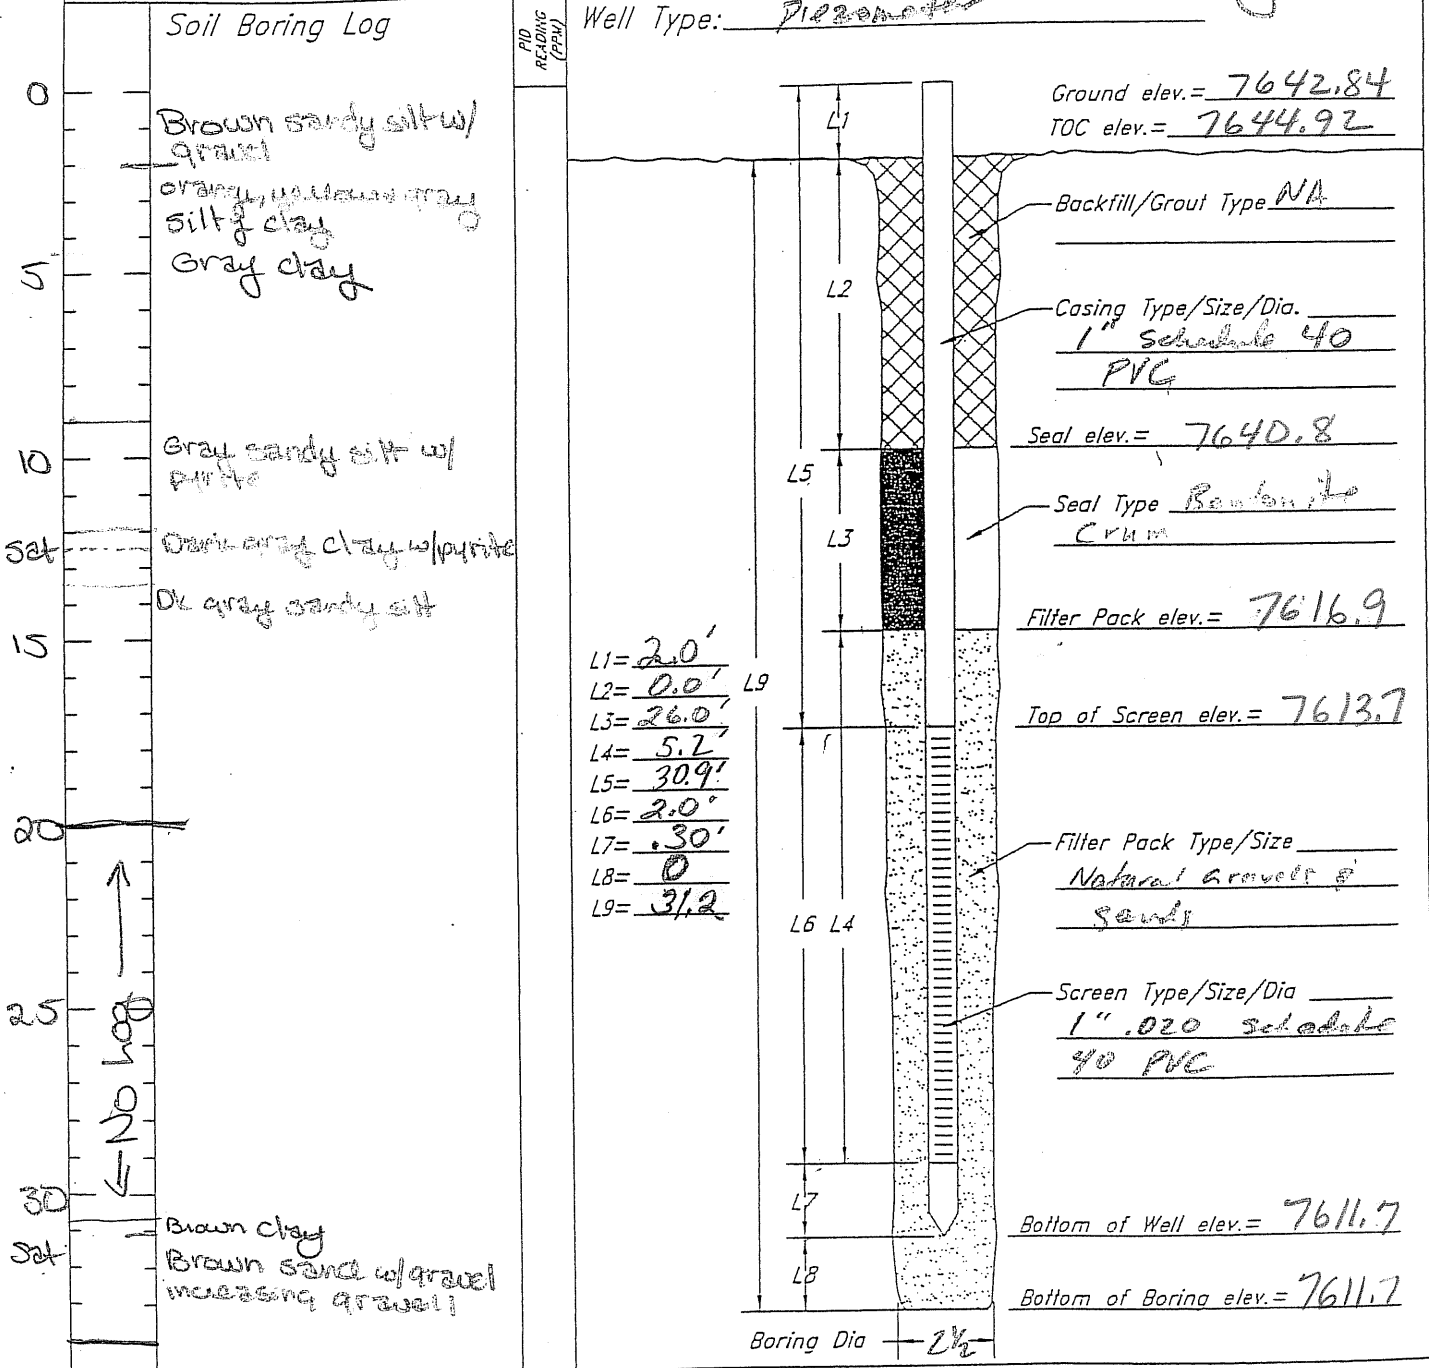 Soil Boring Log
PID READING (PPM)
Well Type: Piezometer
0
Brown sandy silt w/
gravel
orange, yellow gray
silty clay
5
Gray clay
10
Gray sandy silt w/
pyrite
Sat
Dark gray clay w/pyrite
Dk gray sandy silt
15
20
← No Log →
25
30
Brown clay
Sat
Brown sand w/gravel
increasing gravel
L1= 2.0'
L2= 0.0'
L3= 26.0'
L4= 5.2'
L5= 30.9'
L6= 2.0'
L7= .30'
L8= 0
L9= 31.2
L1
L2
L5
L3
L9
L6 L4
L7
L8
Ground elev.= 7642.84
TOC elev.= 7644.92
Backfill/Grout Type NA
Casing Type/Size/Dia.
1" Schedule 40
PVC
Seal elev.= 7640.8
Seal Type Bentonite
Crum
Filter Pack elev.= 7616.9
Top of Screen elev.= 7613.7
Filter Pack Type/Size
Natural Gravels &
Sands
Screen Type/Size/Dia
1" .020 schedule
40 PVC
Bottom of Well elev.= 7611.7
Bottom of Boring elev.= 7611.7
Boring Dia 2½